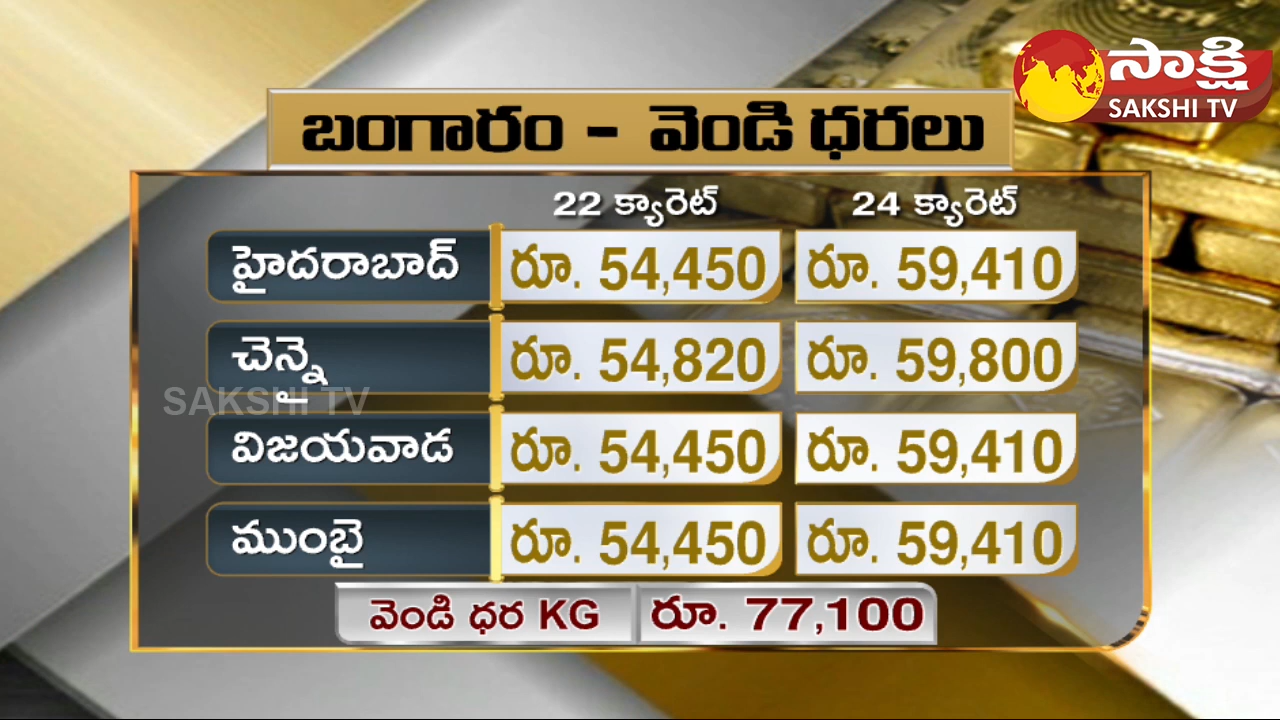 సాక్షి
SAKSHI TV
బంగారం - వెండి ధరలు
22 క్యారెట్ 24 క్యారెట్
హైదరాబాద్ రూ. 54,450 రూ. 59,410
చెన్నై రూ. 54,820 రూ. 59,800
SAKSHI TV
విజయవాడ రూ. 54,450 రూ. 59,410
ముంబై రూ. 54,450 రూ. 59,410
వెండి ధర KG రూ. 77,100